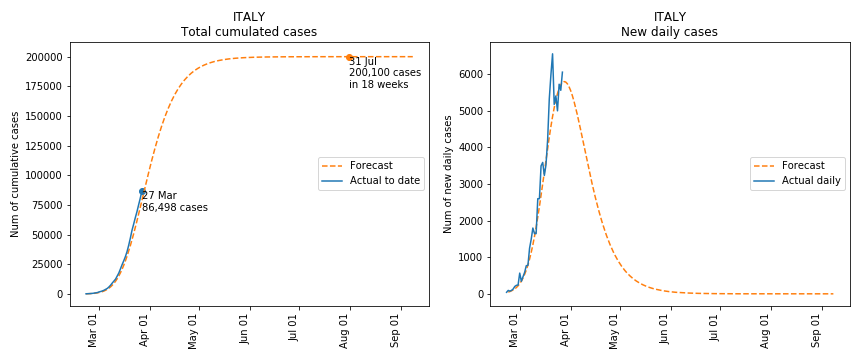 ITALY
Total cumulated cases
Num of cumulative cases
200000
175000
150000
125000
100000
75000
50000
25000
0
31 Jul
200,100 cases
in 18 weeks
Forecast
Actual to date
27 Mar
86,498 cases
Mar 01
Apr 01
May 01
Jun 01
Jul 01
Aug 01
Sep 01
ITALY
New daily cases
Num of new daily cases
6000
5000
4000
3000
2000
1000
0
Forecast
Actual daily
Mar 01
Apr 01
May 01
Jun 01
Jul 01
Aug 01
Sep 01